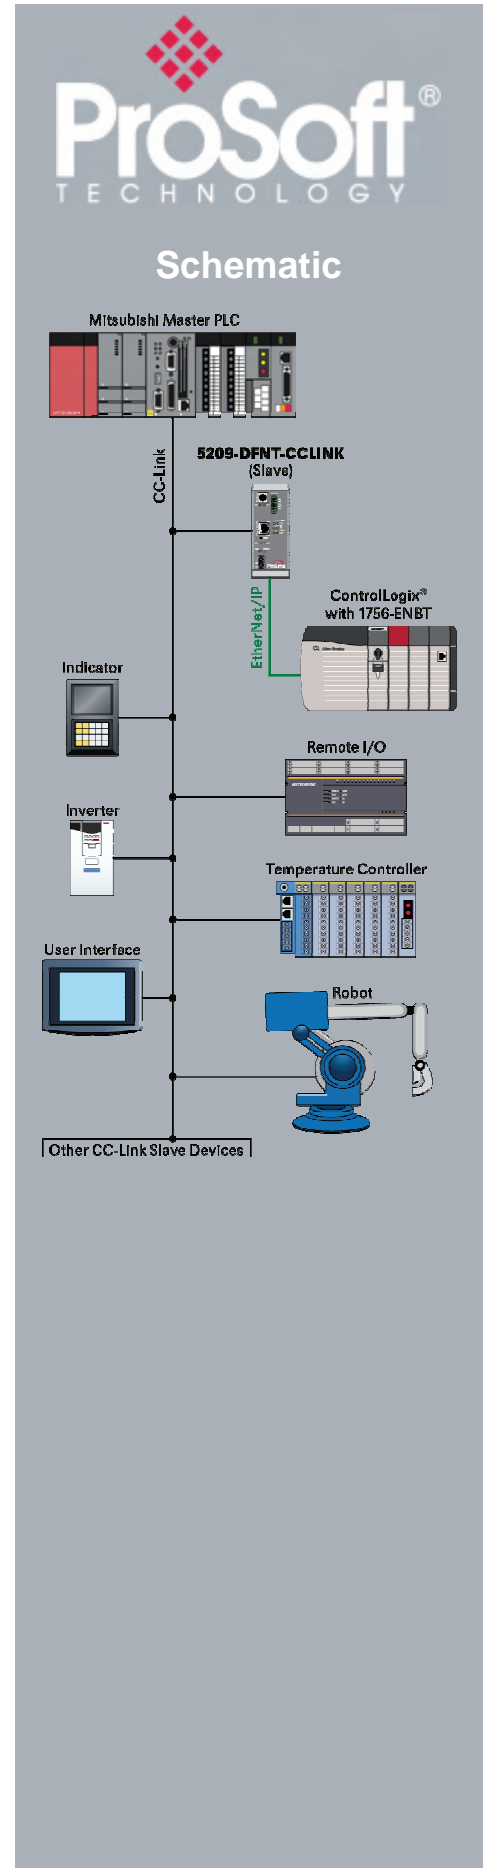 ProSoft®
TECHNOLOGY
Schematic
Mitsubishi Master PLC
CC-Link
5209-DFNT-CCLINK
(Slave)
EtherNet/IP
ControlLogix®
with 1756-ENBT
Indicator
Remote I/O
Inverter
Temperature Controller
User Interface
Robot
Other CC-Link Slave Devices